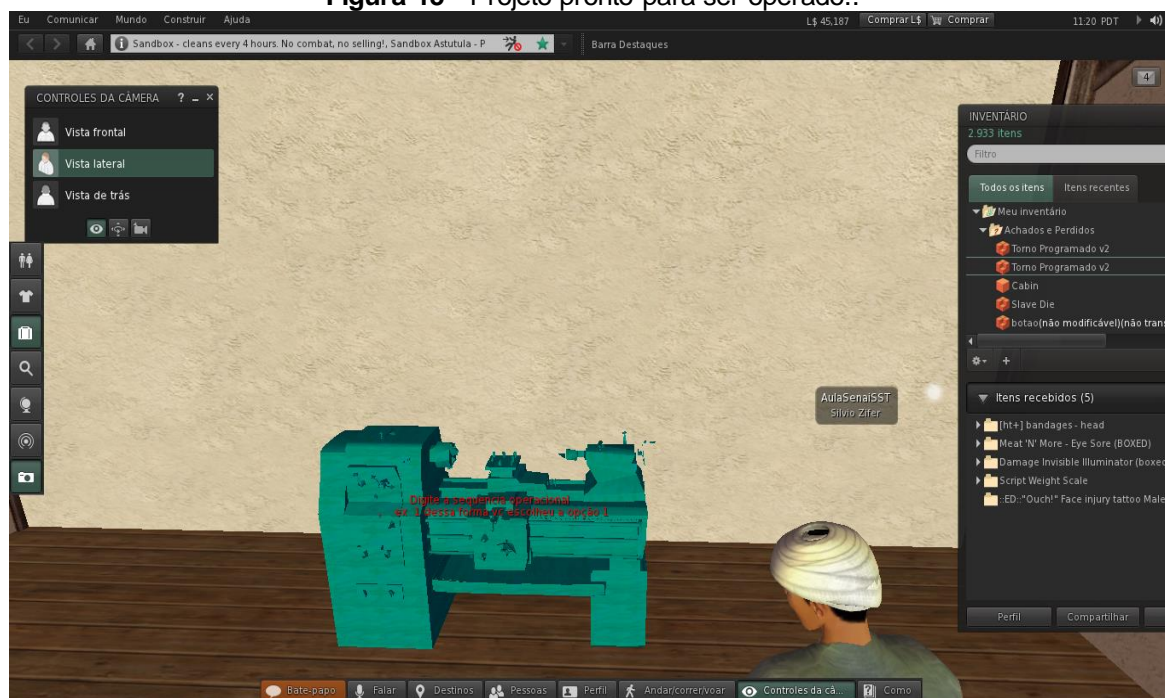 Figura 15 - Projeto pronto para ser operado..
Eu Comunicar Mundo Construir Ajuda
L$ 45,187 Comprar L$ Comprar 11:20 PDT
Sandbox - cleans every 4 hours. No combat, no selling!, Sandbox Astutula - P
Barra Destaques
4
CONTROLES DA CÂMERA ? _ ×
Vista frontal
Vista lateral
Vista de trás
INVENTÁRIO
2.933 itens
Filtro
Todos os itens Itens recentes
Meu inventário
Achados e Perdidos
Torno Programado v2
Torno Programado v2
Cabin
Slave Die
botao(não modificável)(não trans
Itens recebidos (5)
[ht+] bandages - head
Meat 'N' More - Eye Sore (BOXED)
Damage Invisible Illuminator (boxed
Script Weight Scale
::ED::"Ouch!" Face injury tattoo Male
Perfil Compartilhar
AulaSenaiSST
Silvio Zifer
Digite a sequência operacional
ex: 1 dessa forma vc escolheu a opção 1
Bate-papo Falar Destinos Pessoas Perfil Andar/correr/voar Controles da câ... Como